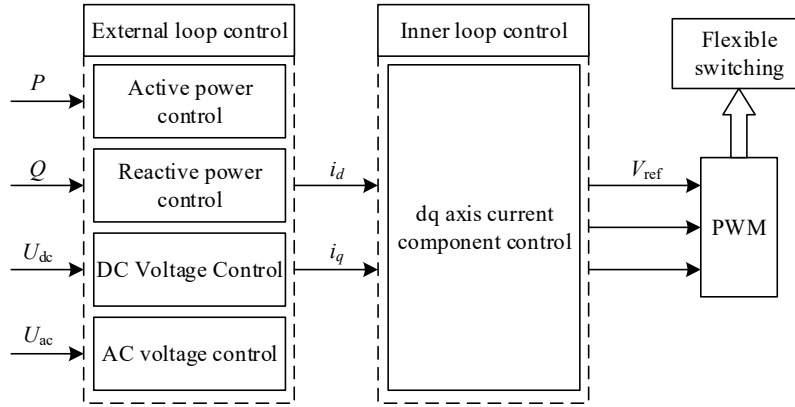 External loop control
Inner loop control
Flexible
switching
P
Active power
control
Q
Reactive power
control
i_d
V_ref
dq axis current
component control
PWM
U_dc
DC Voltage Control
i_q
U_ac
AC voltage control